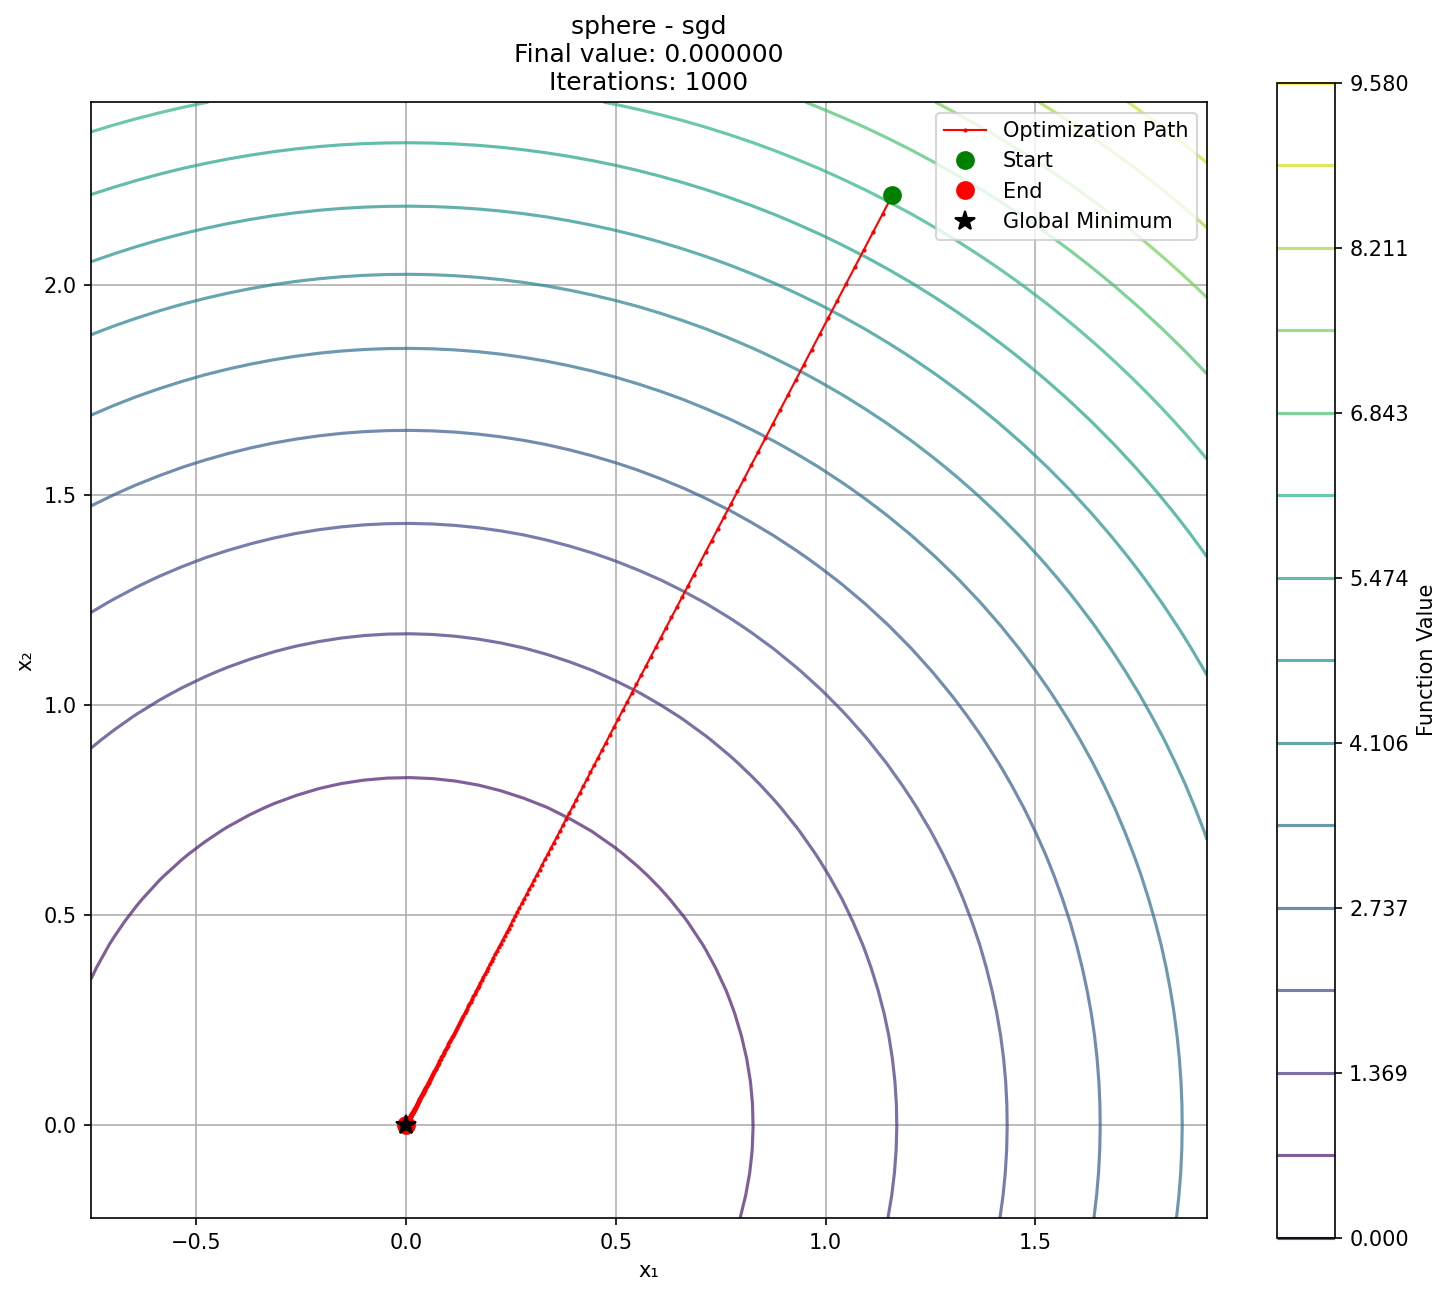 sphere - sgd
Final value: 0.000000
Iterations: 1000
Optimization Path
Start
End
Global Minimum
x₂
2.0
1.5
1.0
0.5
0.0
−0.5
0.0
0.5
1.0
1.5
x₁
9.580
8.211
6.843
5.474
4.106
2.737
1.369
0.000
Function Value